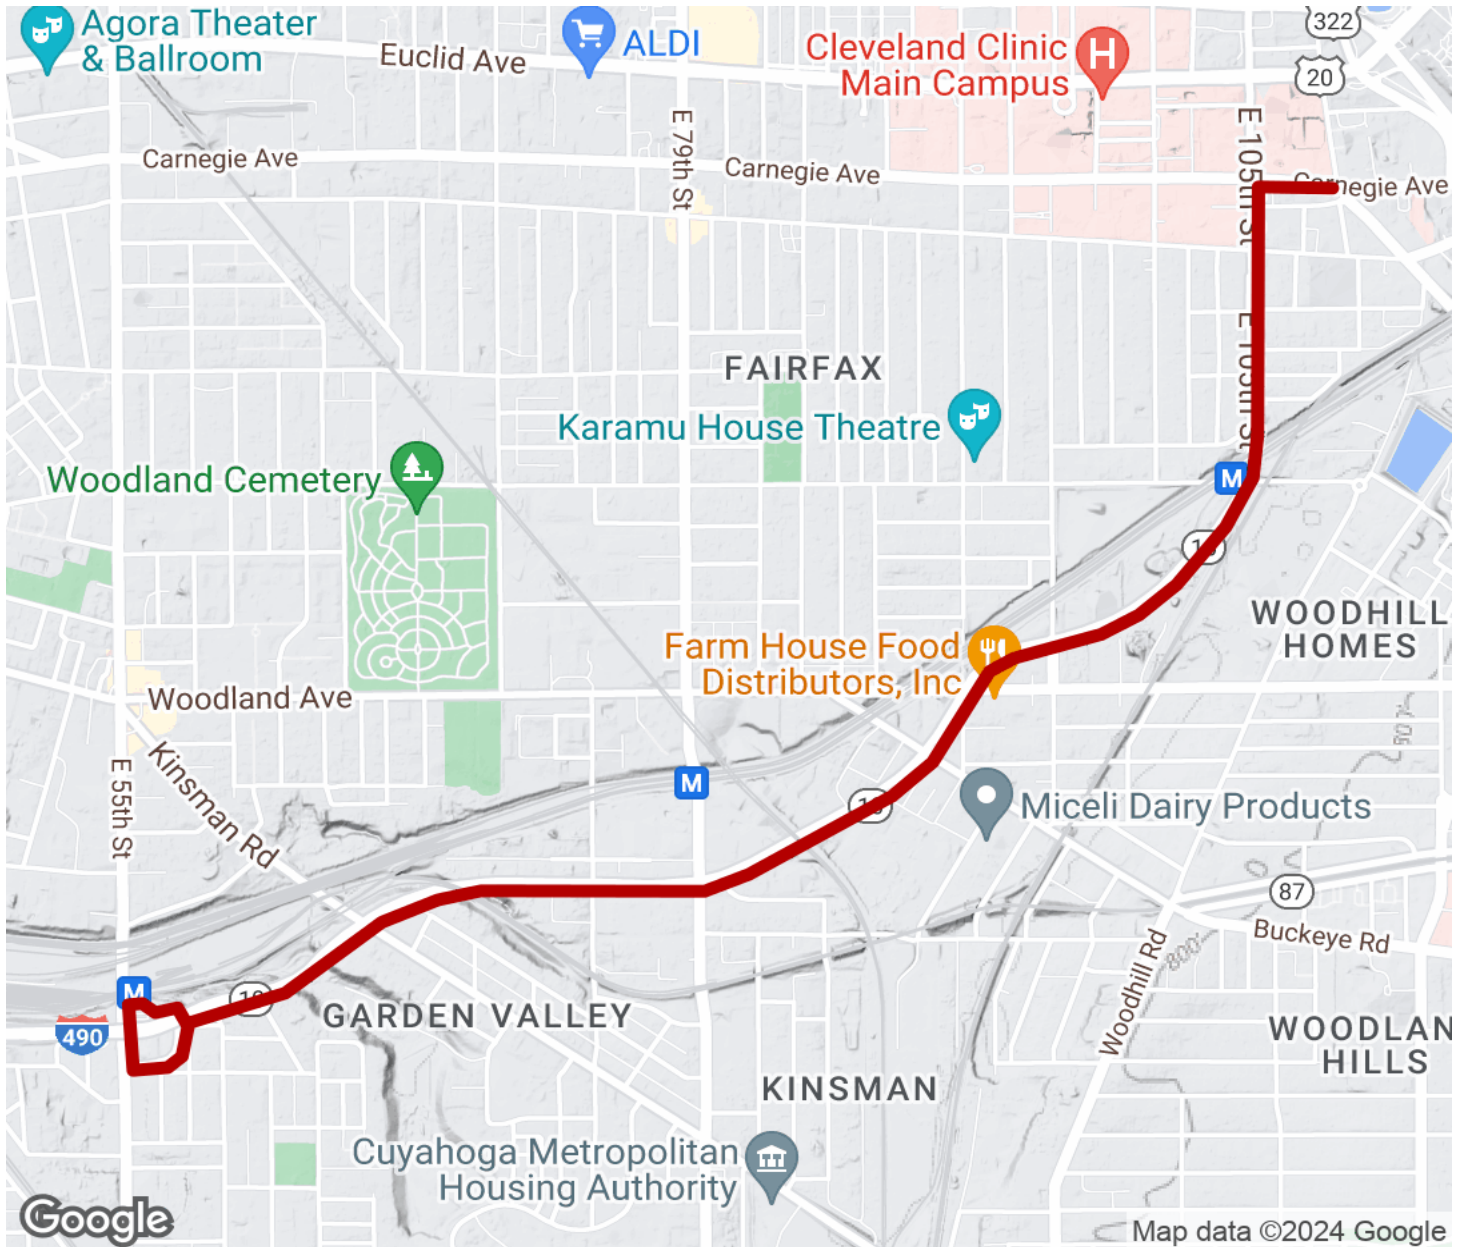 Agora Theater
& Ballroom
Euclid Ave
ALDI
Cleveland Clinic
Main Campus
H
322
20
E 79th St
E 105th St
Carnegie Ave
Carnegie Ave
Carnegie Ave
FAIRFAX
Karamu House Theatre
E 105th St
Woodland Cemetery
M
WOODHILL
HOMES
Farm House Food
Distributors, Inc
Woodland Ave
Kinsman Rd
E 55th St
M
Miceli Dairy Products
87
Buckeye Rd
Woodhill Rd
800'
M
490
GARDEN VALLEY
WOODLAN
HILLS
KINSMAN
Cuyahoga Metropolitan
Housing Authority
Google
Map data ©2024 Google